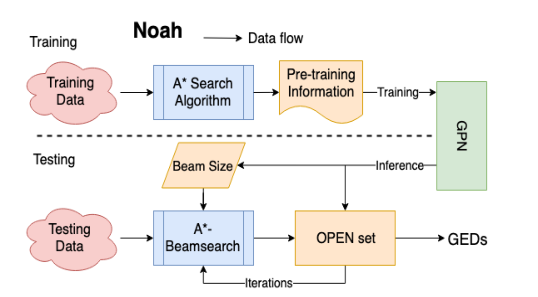 Noah
Training
Data flow
Training
Data
A* Search
Algorithm
Pre-training
Information
Training
GPN
Testing
Beam Size
Inference
Testing
Data
A*-
Beamsearch
OPEN set
GEDs
Iterations